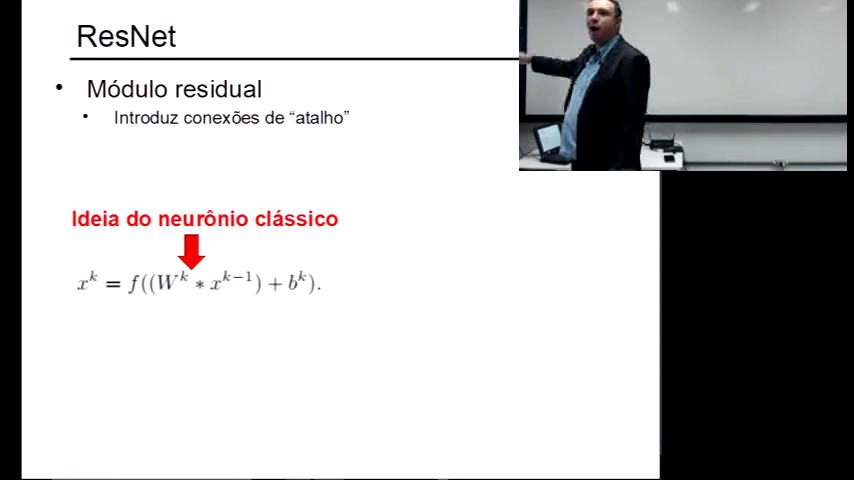 ResNet
• Módulo residual
• Introduz conexões de “atalho”
Ideia do neurônio clássico
x^k = f((W^k * x^{k−1}) + b^k).